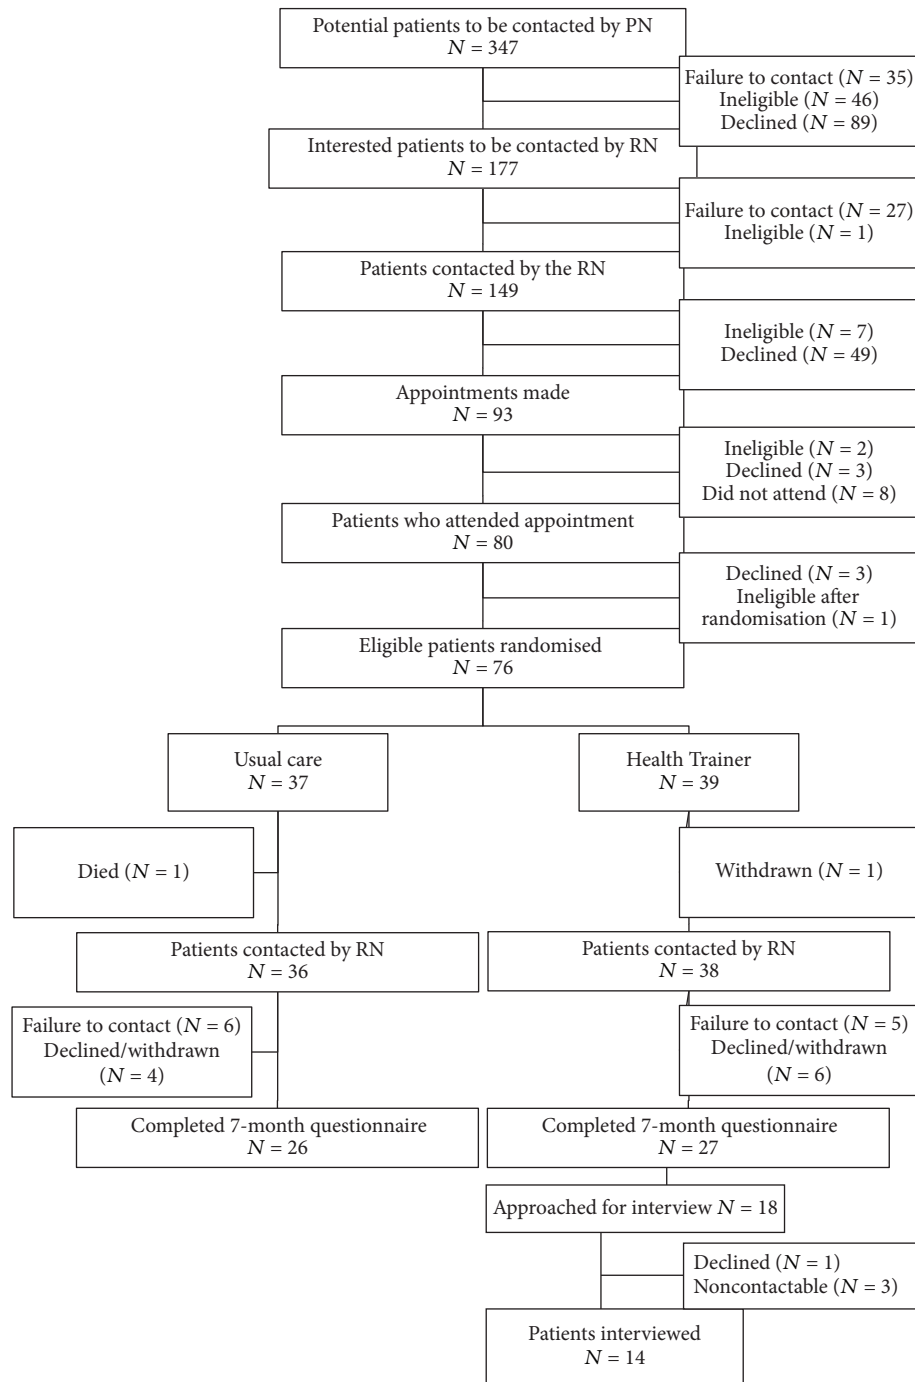 Potential patients to be contacted by PN
N = 347
Failure to contact (N = 35)
Ineligible (N = 46)
Declined (N = 89)
Interested patients to be contacted by RN
N = 177
Failure to contact (N = 27)
Ineligible (N = 1)
Patients contacted by the RN
N = 149
Ineligible (N = 7)
Declined (N = 49)
Appointments made
N = 93
Ineligible (N = 2)
Declined (N = 3)
Did not attend (N = 8)
Patients who attended appointment
N = 80
Declined (N = 3)
Ineligible after
randomisation (N = 1)
Eligible patients randomised
N = 76
Usual care
N = 37
Health Trainer
N = 39
Died (N = 1)
Withdrawn (N = 1)
Patients contacted by RN
N = 36
Patients contacted by RN
N = 38
Failure to contact (N = 6)
Declined/withdrawn
(N = 4)
Failure to contact (N = 5)
Declined/withdrawn
(N = 6)
Completed 7-month questionnaire
N = 26
Completed 7-month questionnaire
N = 27
Approached for interview N = 18
Declined (N = 1)
Noncontactable (N = 3)
Patients interviewed
N = 14